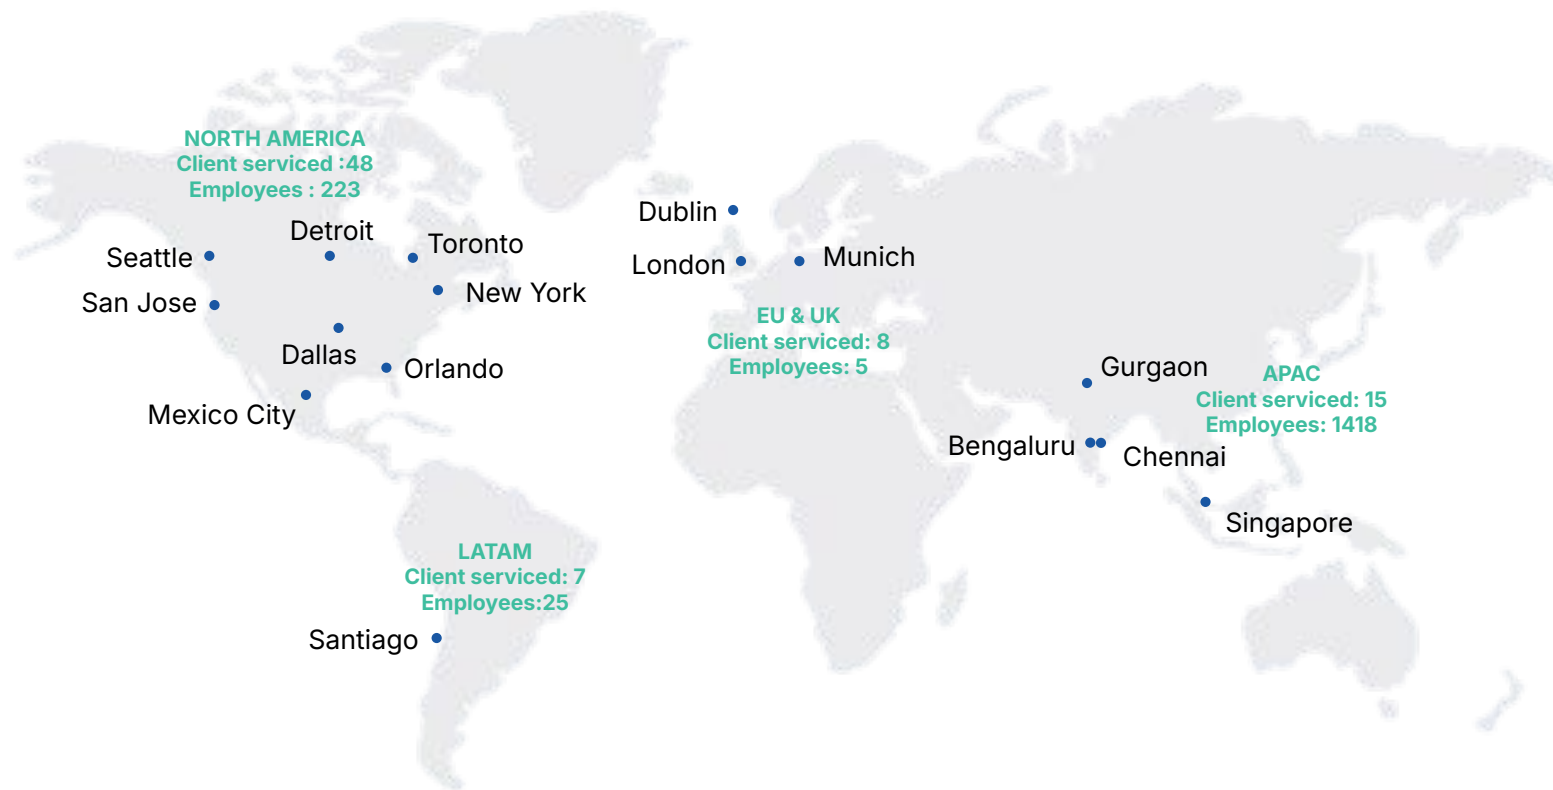 NORTH AMERICA
Client serviced :48
Employees : 223
Seattle
Detroit
Toronto
San Jose
New York
Dallas
Orlando
Mexico City
Dublin
London
Munich
EU & UK
Client serviced: 8
Employees: 5
Gurgaon
APAC
Client serviced: 15
Employees: 1418
Bengaluru
Chennai
Singapore
LATAM
Client serviced: 7
Employees:25
Santiago